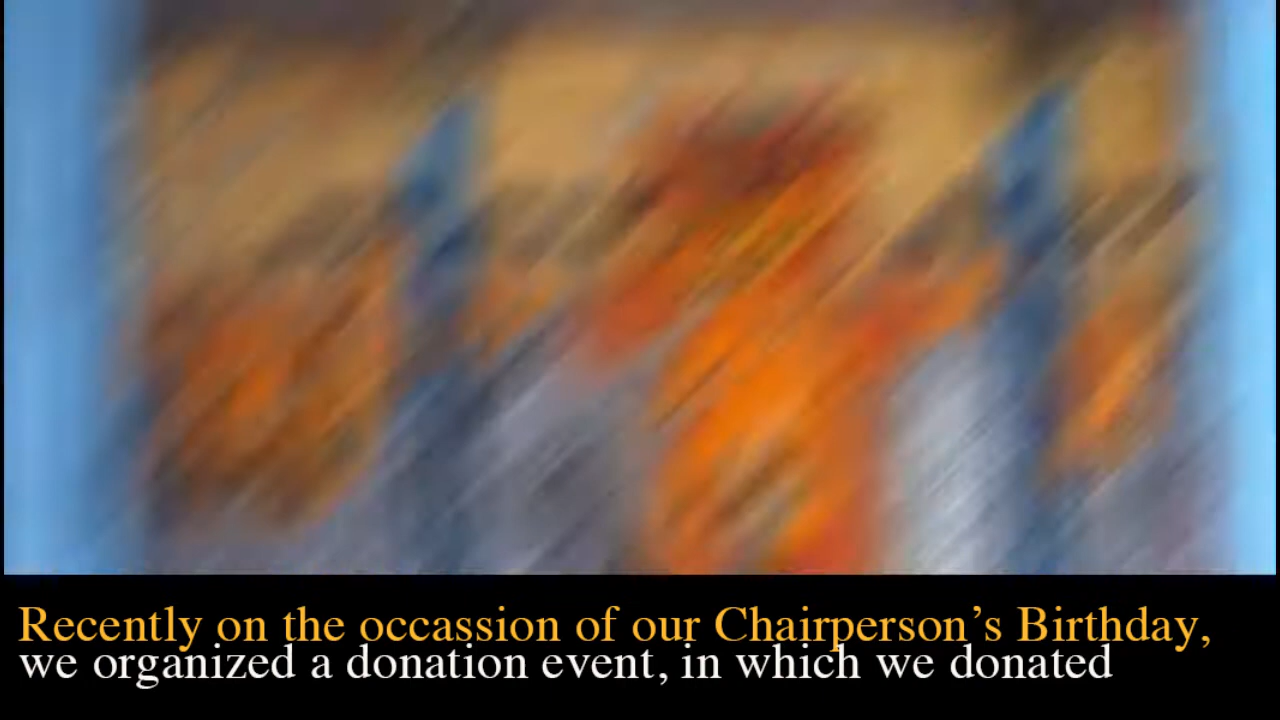 Recently on the occassion of our Chairperson’s Birthday,
we organized a donation event, in which we donated